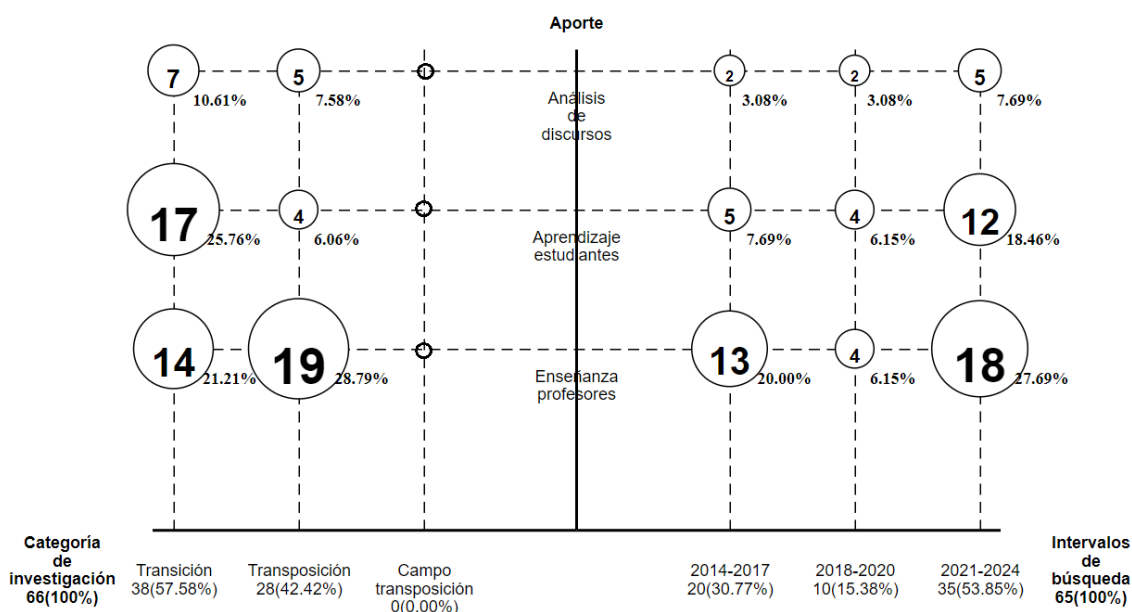 Aporte
7
10.61%
5
7.58%
Análisis
de
discursos
2
3.08%
2
3.08%
5
7.69%
17
25.76%
4
6.06%
Aprendizaje
estudiantes
5
7.69%
4
6.15%
12
18.46%
14
21.21%
19
28.79%
Enseñanza
profesores
13
20.00%
4
6.15%
18
27.69%
Categoría
de
investigación
66(100%)
Transición
38(57.58%)
Transposición
28(42.42%)
Campo
transposición
0(0.00%)
2014-2017
20(30.77%)
2018-2020
10(15.38%)
2021-2024
35(53.85%)
Intervalos
de
búsqueda
65(100%)